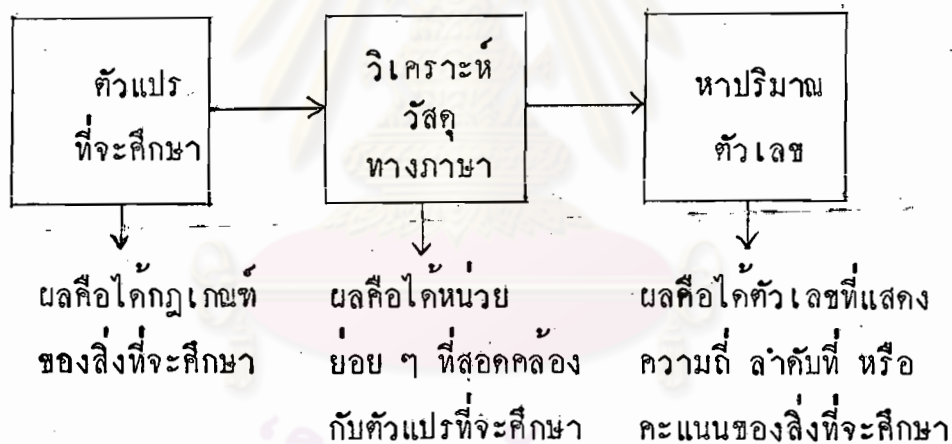 ตัวแปร
ที่จะศึกษา
วิเคราะห์
วัสดุ
ทางภาษา
หาปริมาณ
ตัวเลข
ผลคือได้กฎเกณฑ์
ของสิ่งที่จะศึกษา
ผลคือได้หน่วย
ย่อย ๆ ที่สอดคล้อง
กับตัวแปรที่จะศึกษา
ผลคือได้ตัวเลขที่แสดง
ความถี่ ลำดับที่ หรือ
คะแนนของสิ่งที่จะศึกษา